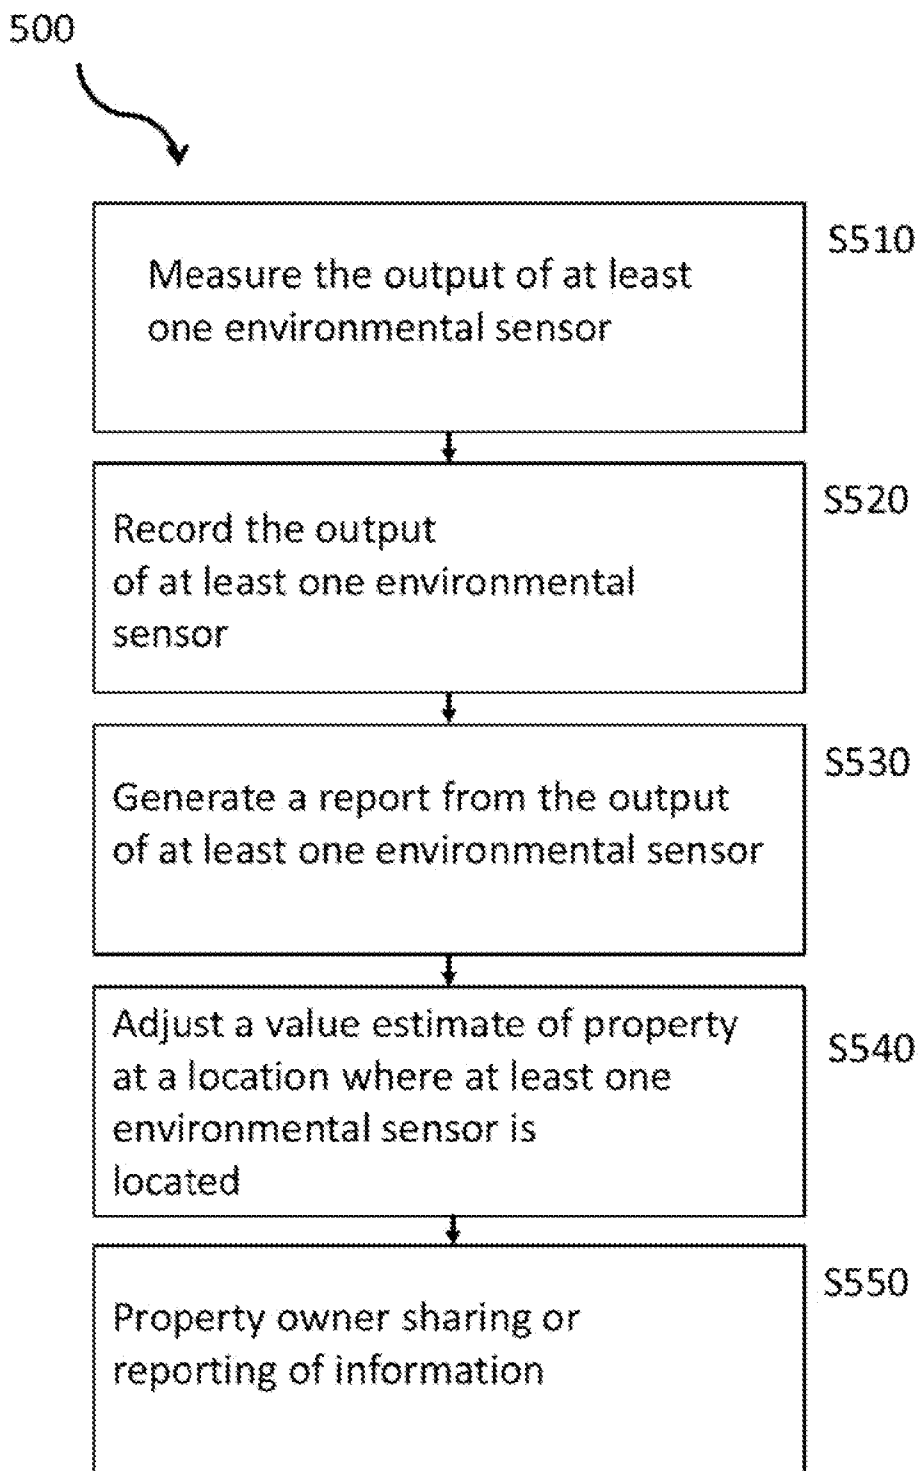 500
S510
Measure the output of at least
one environmental sensor
S520
Record the output
of at least one environmental
sensor
S530
Generate a report from the output
of at least one environmental sensor
S540
Adjust a value estimate of property
at a location where at least one
environmental sensor is
located
S550
Property owner sharing or
reporting of information